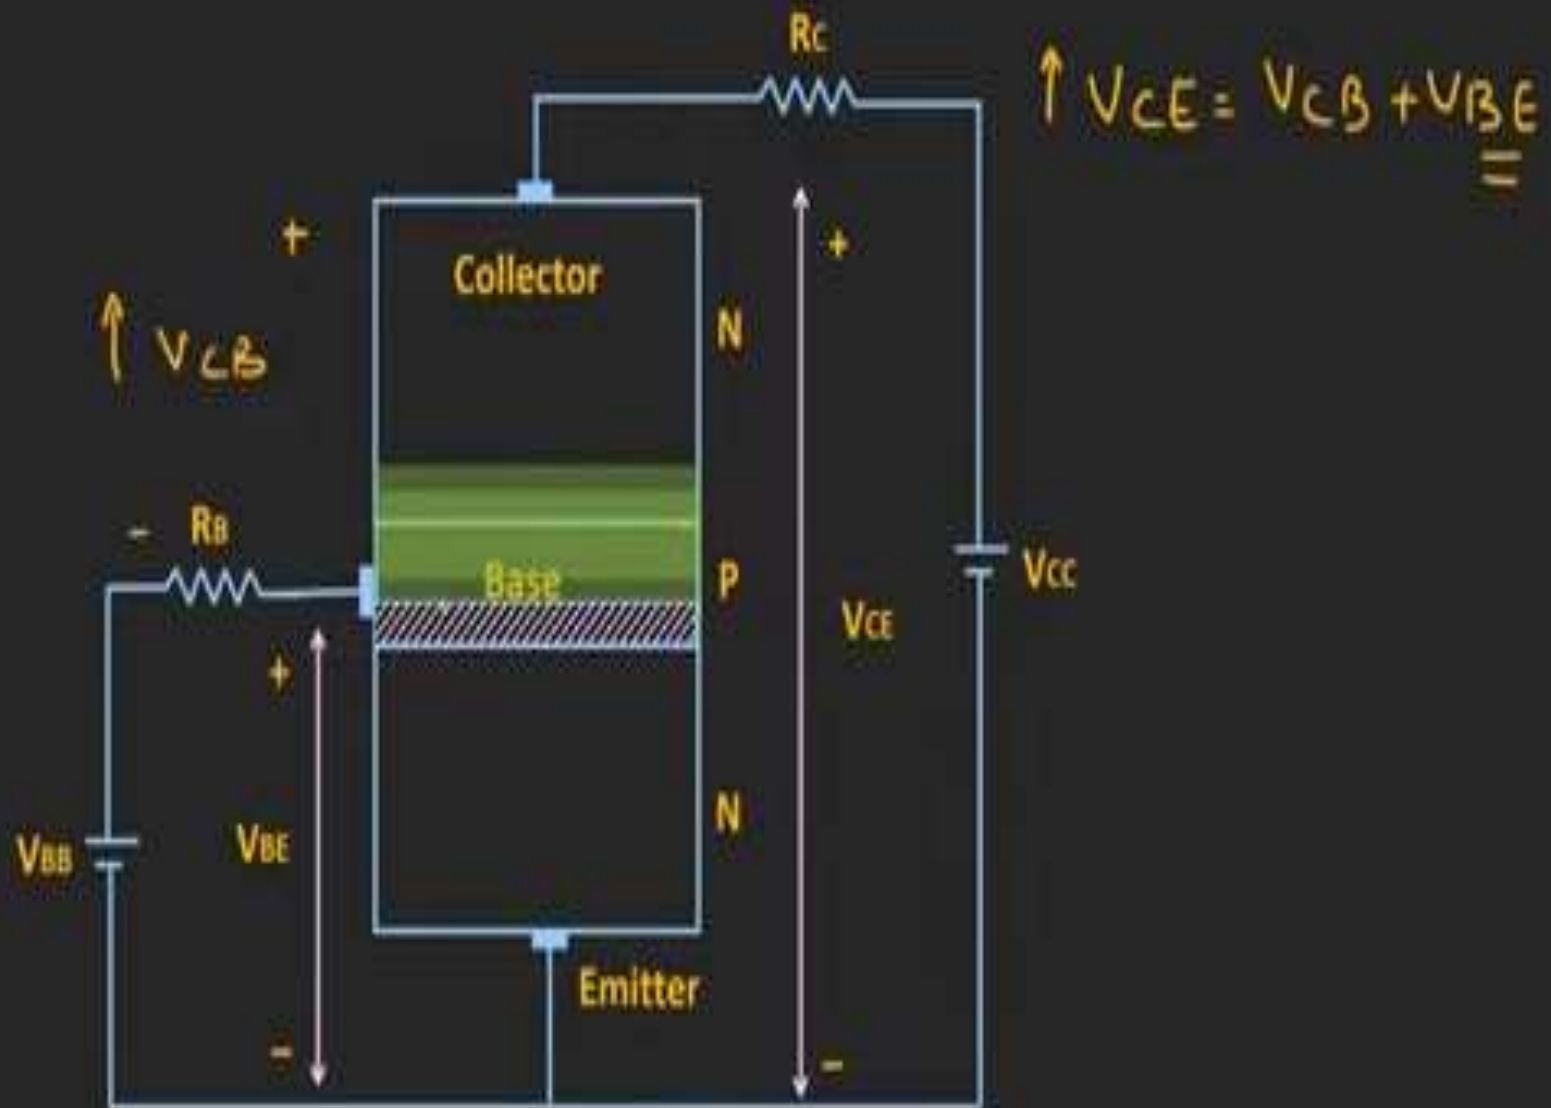 RC
↑ VCE = VCB + VBE
+
+
Collector
N
↑ VCB
- RB
Base
P
VCC
VCE
+
N
VBB
VBE
Emitter
-
-